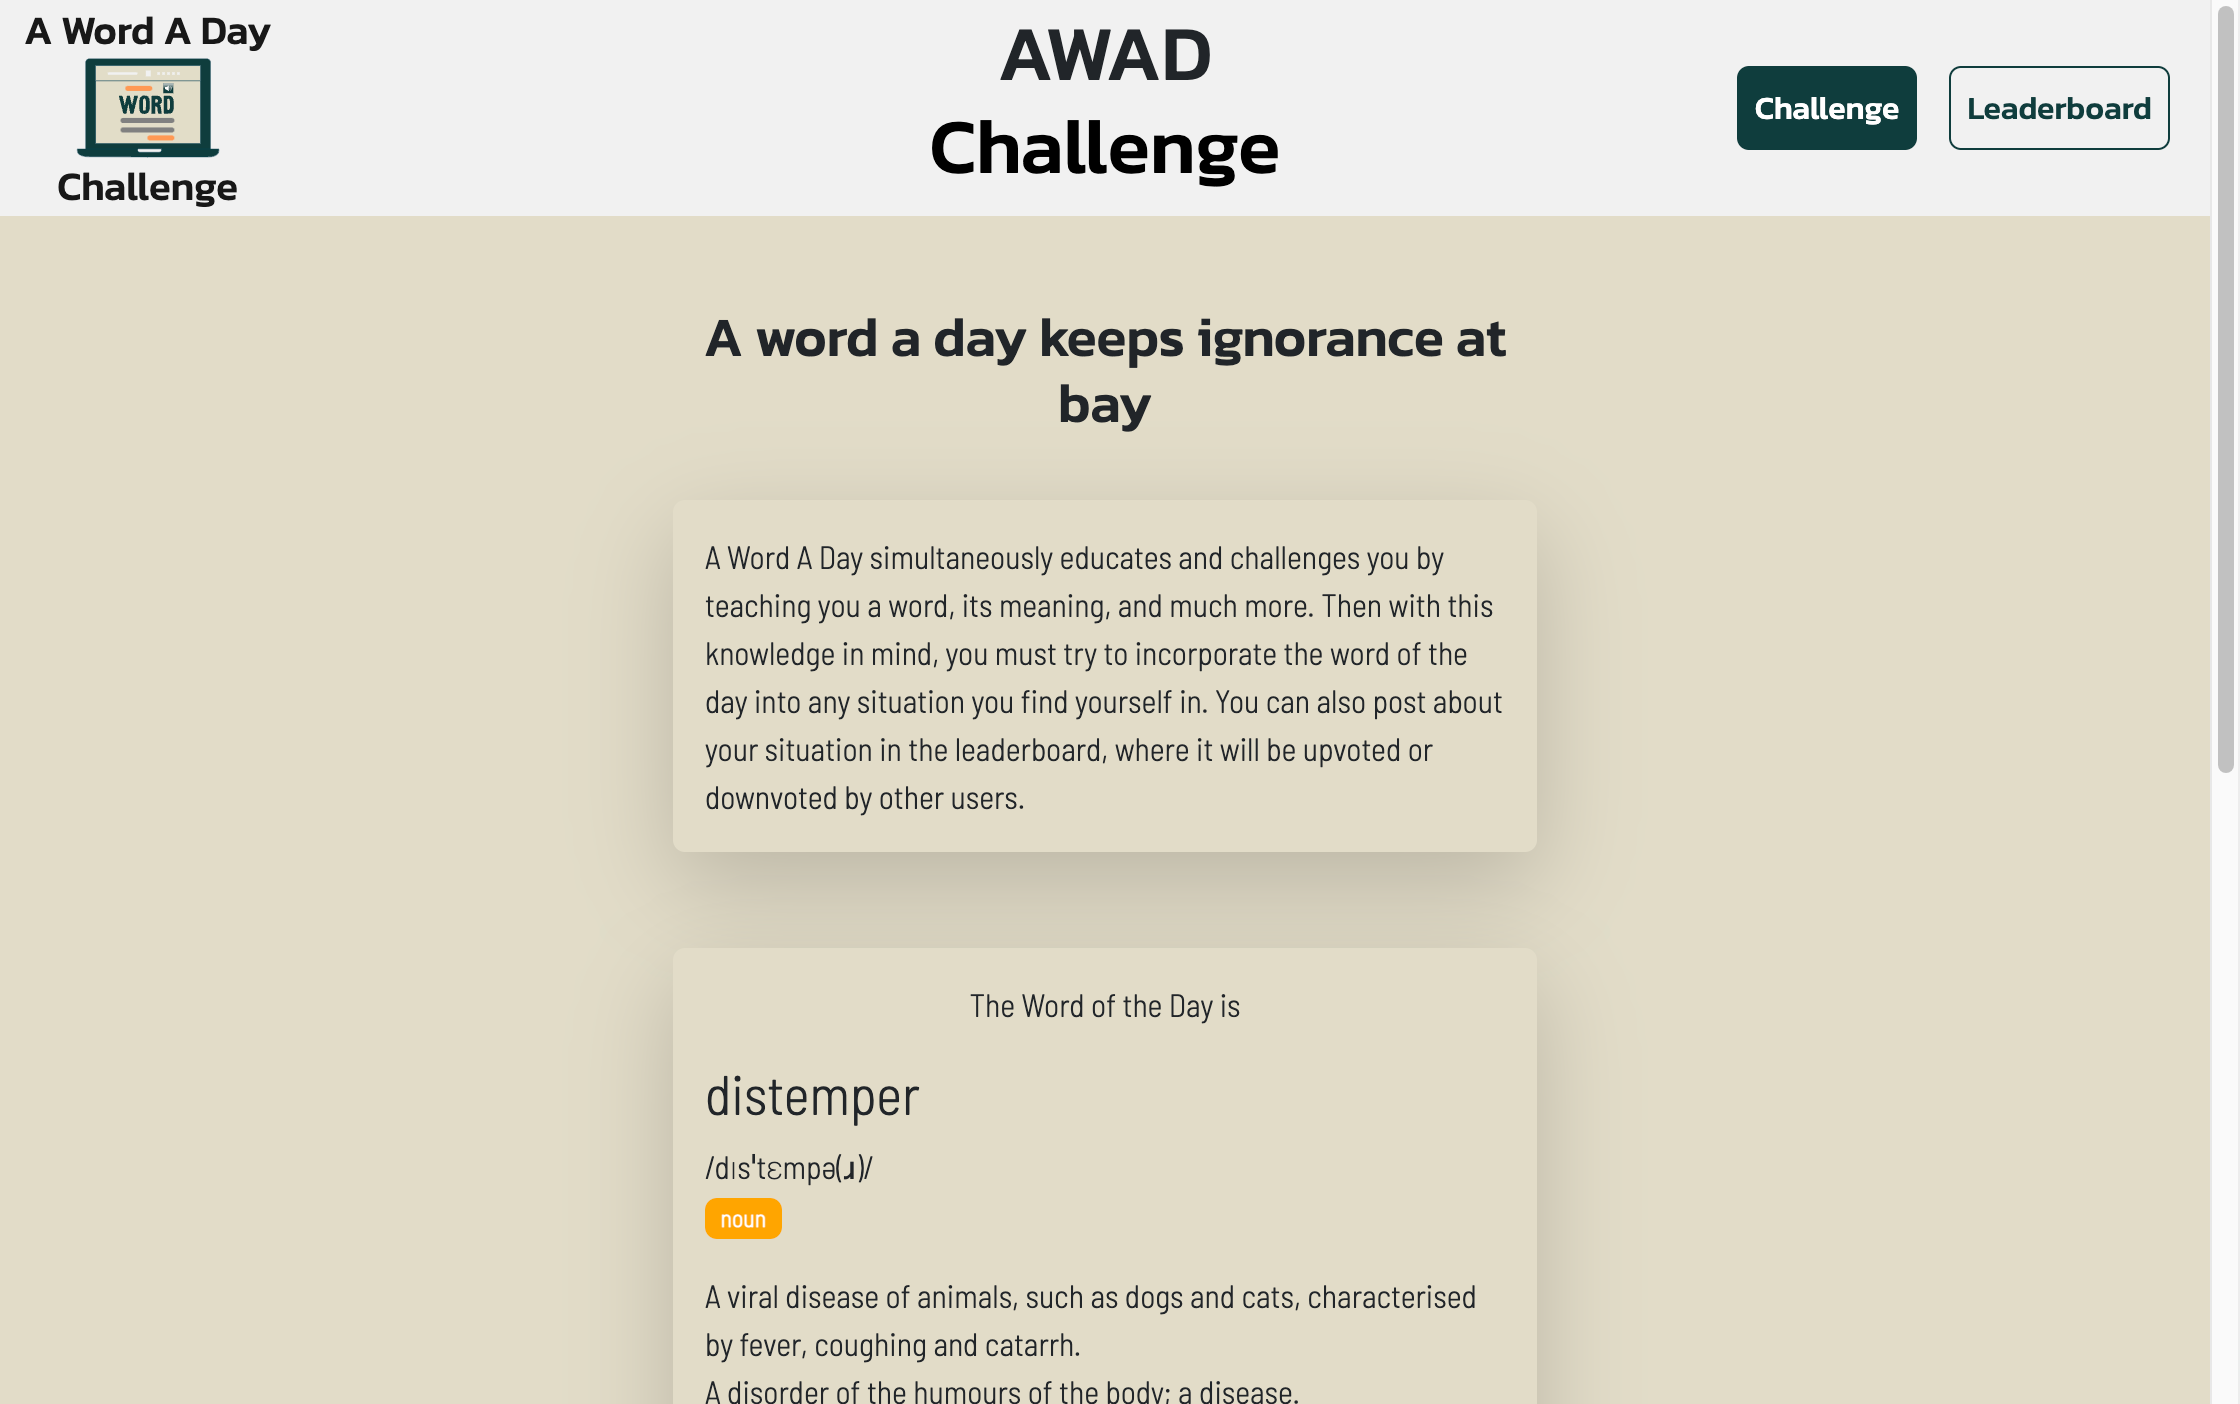 A Word A Day
WORD
Challenge
AWAD
Challenge
Challenge
Leaderboard
A word a day keeps ignorance at
bay
A Word A Day simultaneously educates and challenges you by
teaching you a word, its meaning, and much more. Then with this
knowledge in mind, you must try to incorporate the word of the
day into any situation you find yourself in. You can also post about
your situation in the leaderboard, where it will be upvoted or
downvoted by other users.
The Word of the Day is
distemper
/dɪsˈtɛmpə(ɹ)/
noun
A viral disease of animals, such as dogs and cats, characterised
by fever, coughing and catarrh.
A disorder of the humours of the body; a disease.